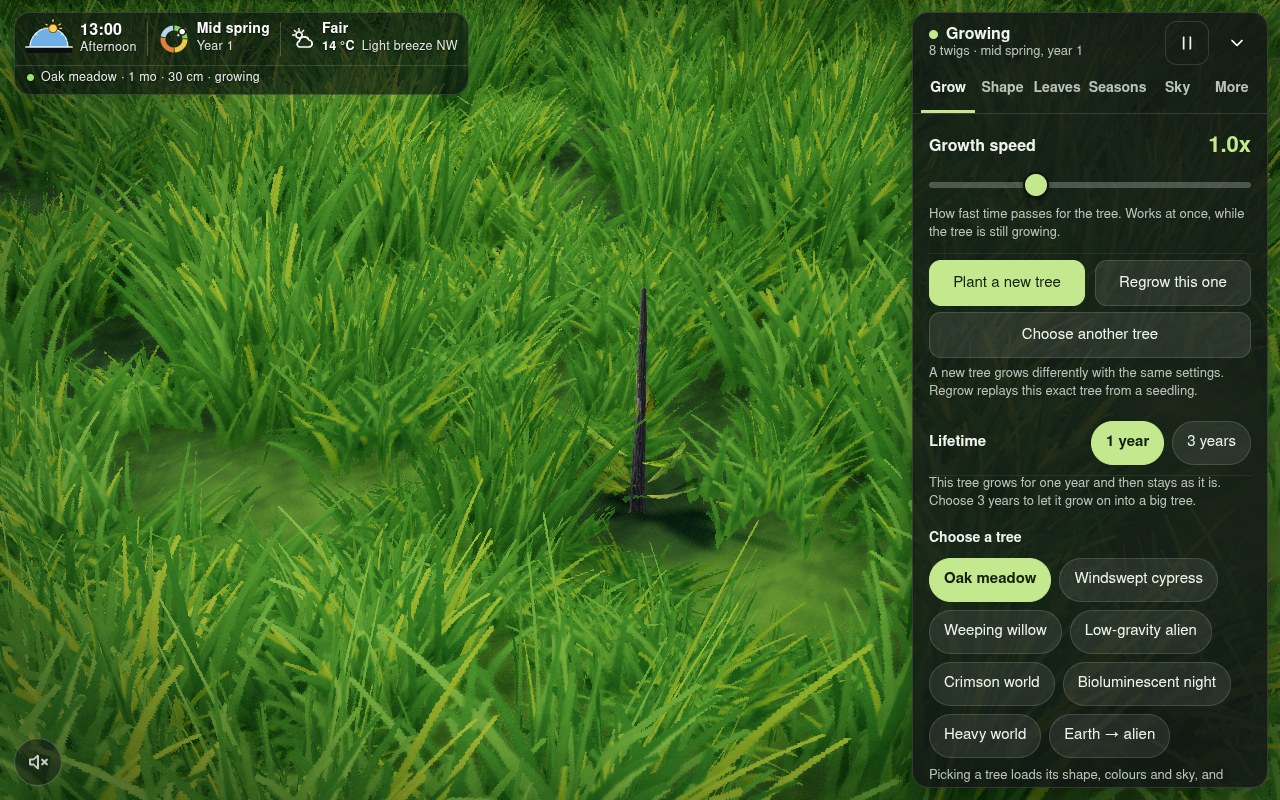 13:00
Afternoon
Mid spring
Year 1
Fair
14 °C Light breeze NW
Oak meadow · 1 mo · 30 cm · growing
Growing
8 twigs · mid spring, year 1
Grow Shape Leaves Seasons Sky More
Growth speed 1.0x
How fast time passes for the tree. Works at once, while
the tree is still growing.
Plant a new tree Regrow this one
Choose another tree
A new tree grows differently with the same settings.
Regrow replays this exact tree from a seedling.
Lifetime 1 year 3 years
This tree grows for one year and then stays as it is.
Choose 3 years to let it grow on into a big tree.
Choose a tree
Oak meadow Windswept cypress
Weeping willow Low-gravity alien
Crimson world Bioluminescent night
Heavy world Earth → alien
Picking a tree loads its shape, colours and sky, and